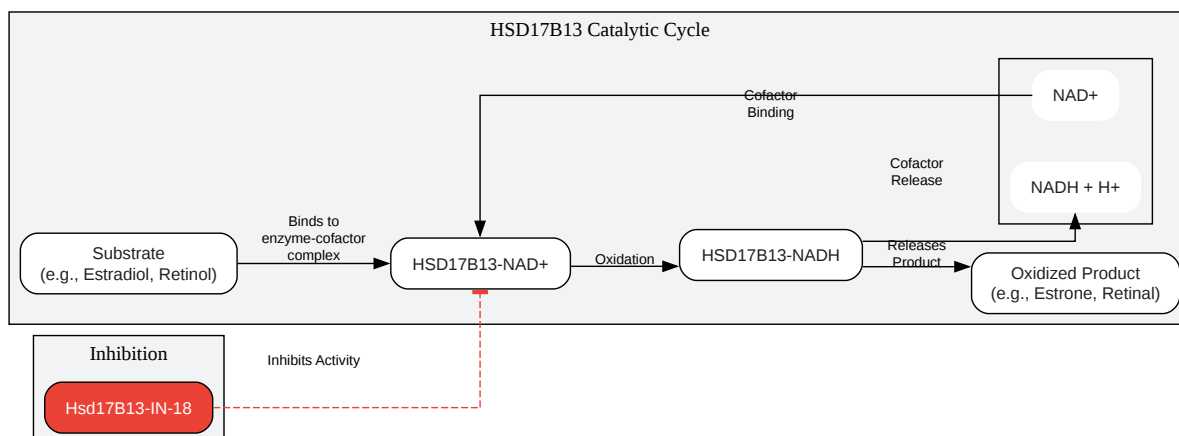 HSD17B13 Catalytic Cycle
Cofactor
Binding
NAD+
Cofactor
Release
NADH + H+
Substrate
(e.g., Estradiol, Retinol)
Binds to
enzyme-cofactor
complex
HSD17B13-NAD+
Oxidation
HSD17B13-NADH
Releases
Product
Oxidized Product
(e.g., Estrone, Retinal)
Inhibition
Inhibits Activity
Hsd17B13-IN-18